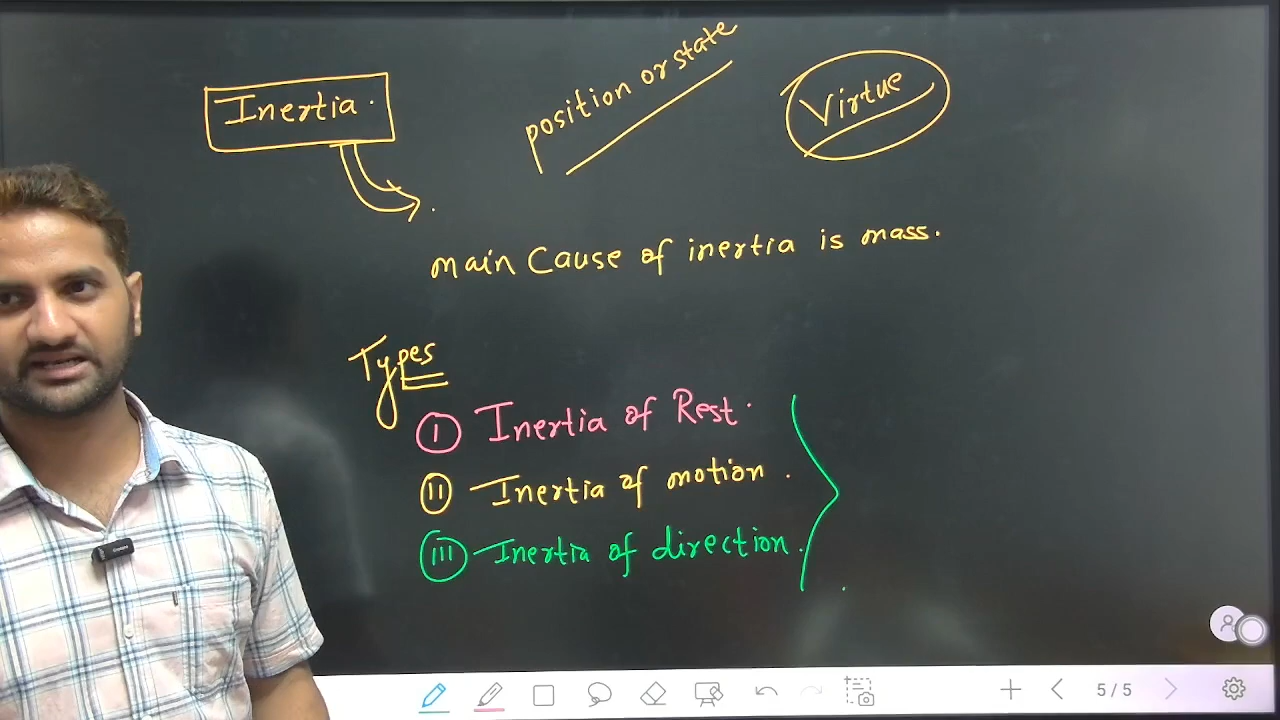 Inertia.
position or state
Virtue
main Cause of inertia is mass.
Types
I Inertia of Rest.
II Inertia of motion.
III Inertia of direction.
5/5